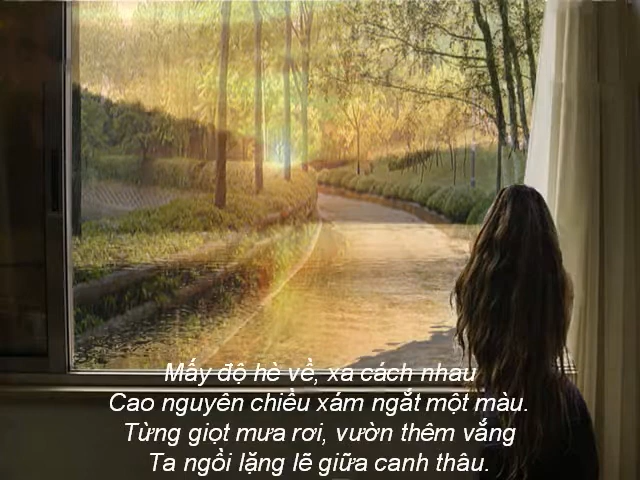 Mấy độ hè về, xa cách nhau
Cao nguyên chiều xám ngắt một màu.
Từng giọt mưa rơi, vườn thêm vắng
Ta ngồi lặng lẽ giữa canh thâu.